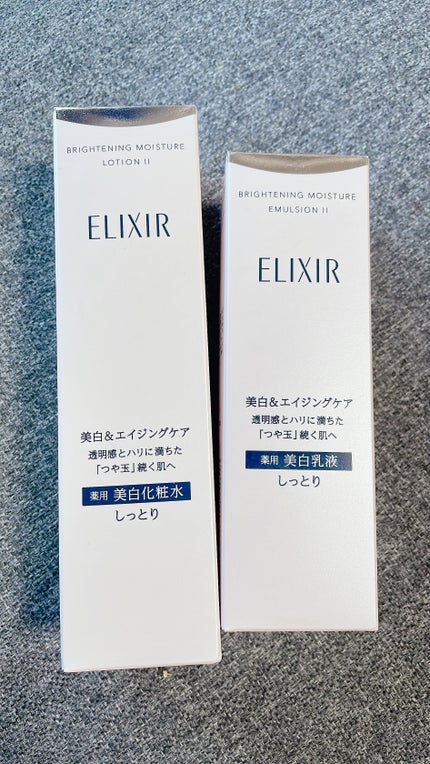 BRIGHTENING MOISTURE
LOTION II
ELIXIR
美白&エイジングケア
透明感とハリに満ちた
「つや玉」続く肌へ
薬用 美白化粧水
しっとり
BRIGHTENING MOISTURE
EMULSION II
ELIXIR
美白&エイジングケア
透明感とハリに満ちた
「つや玉」続く肌へ
薬用 美白乳液
しっとり